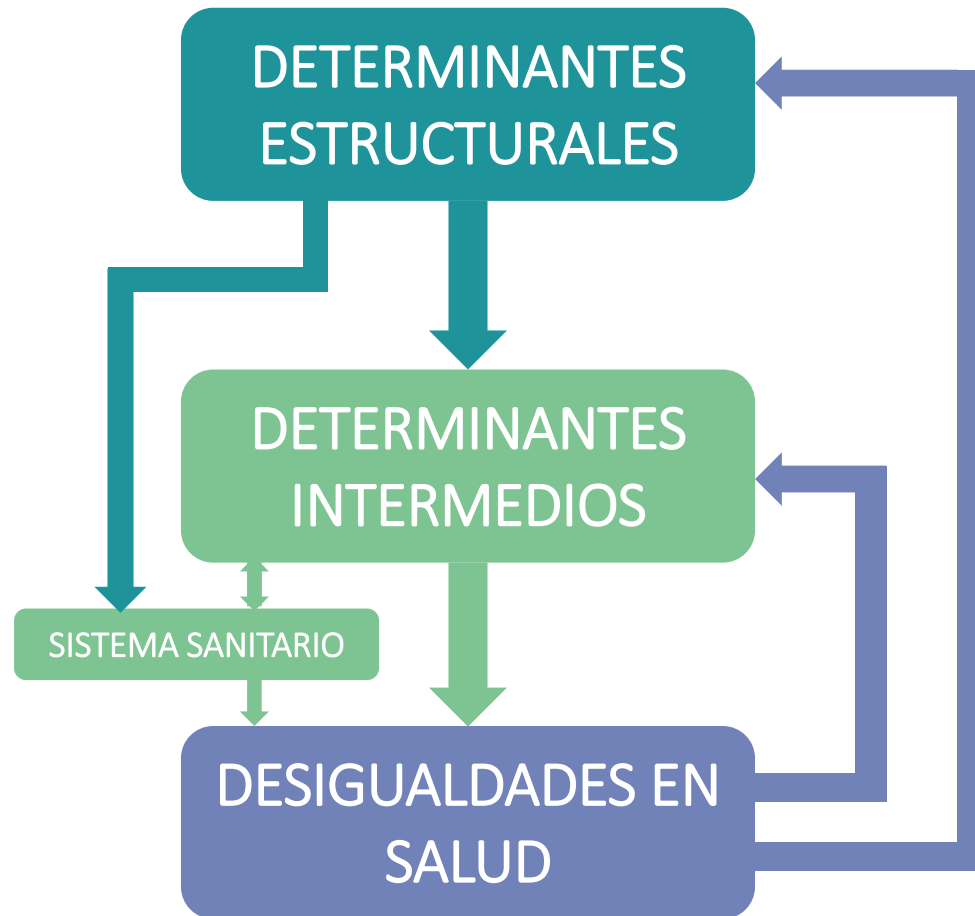 DETERMINANTES
ESTRUCTURALES
DETERMINANTES
INTERMEDIOS
SISTEMA SANITARIO
DESIGUALDADES EN
SALUD